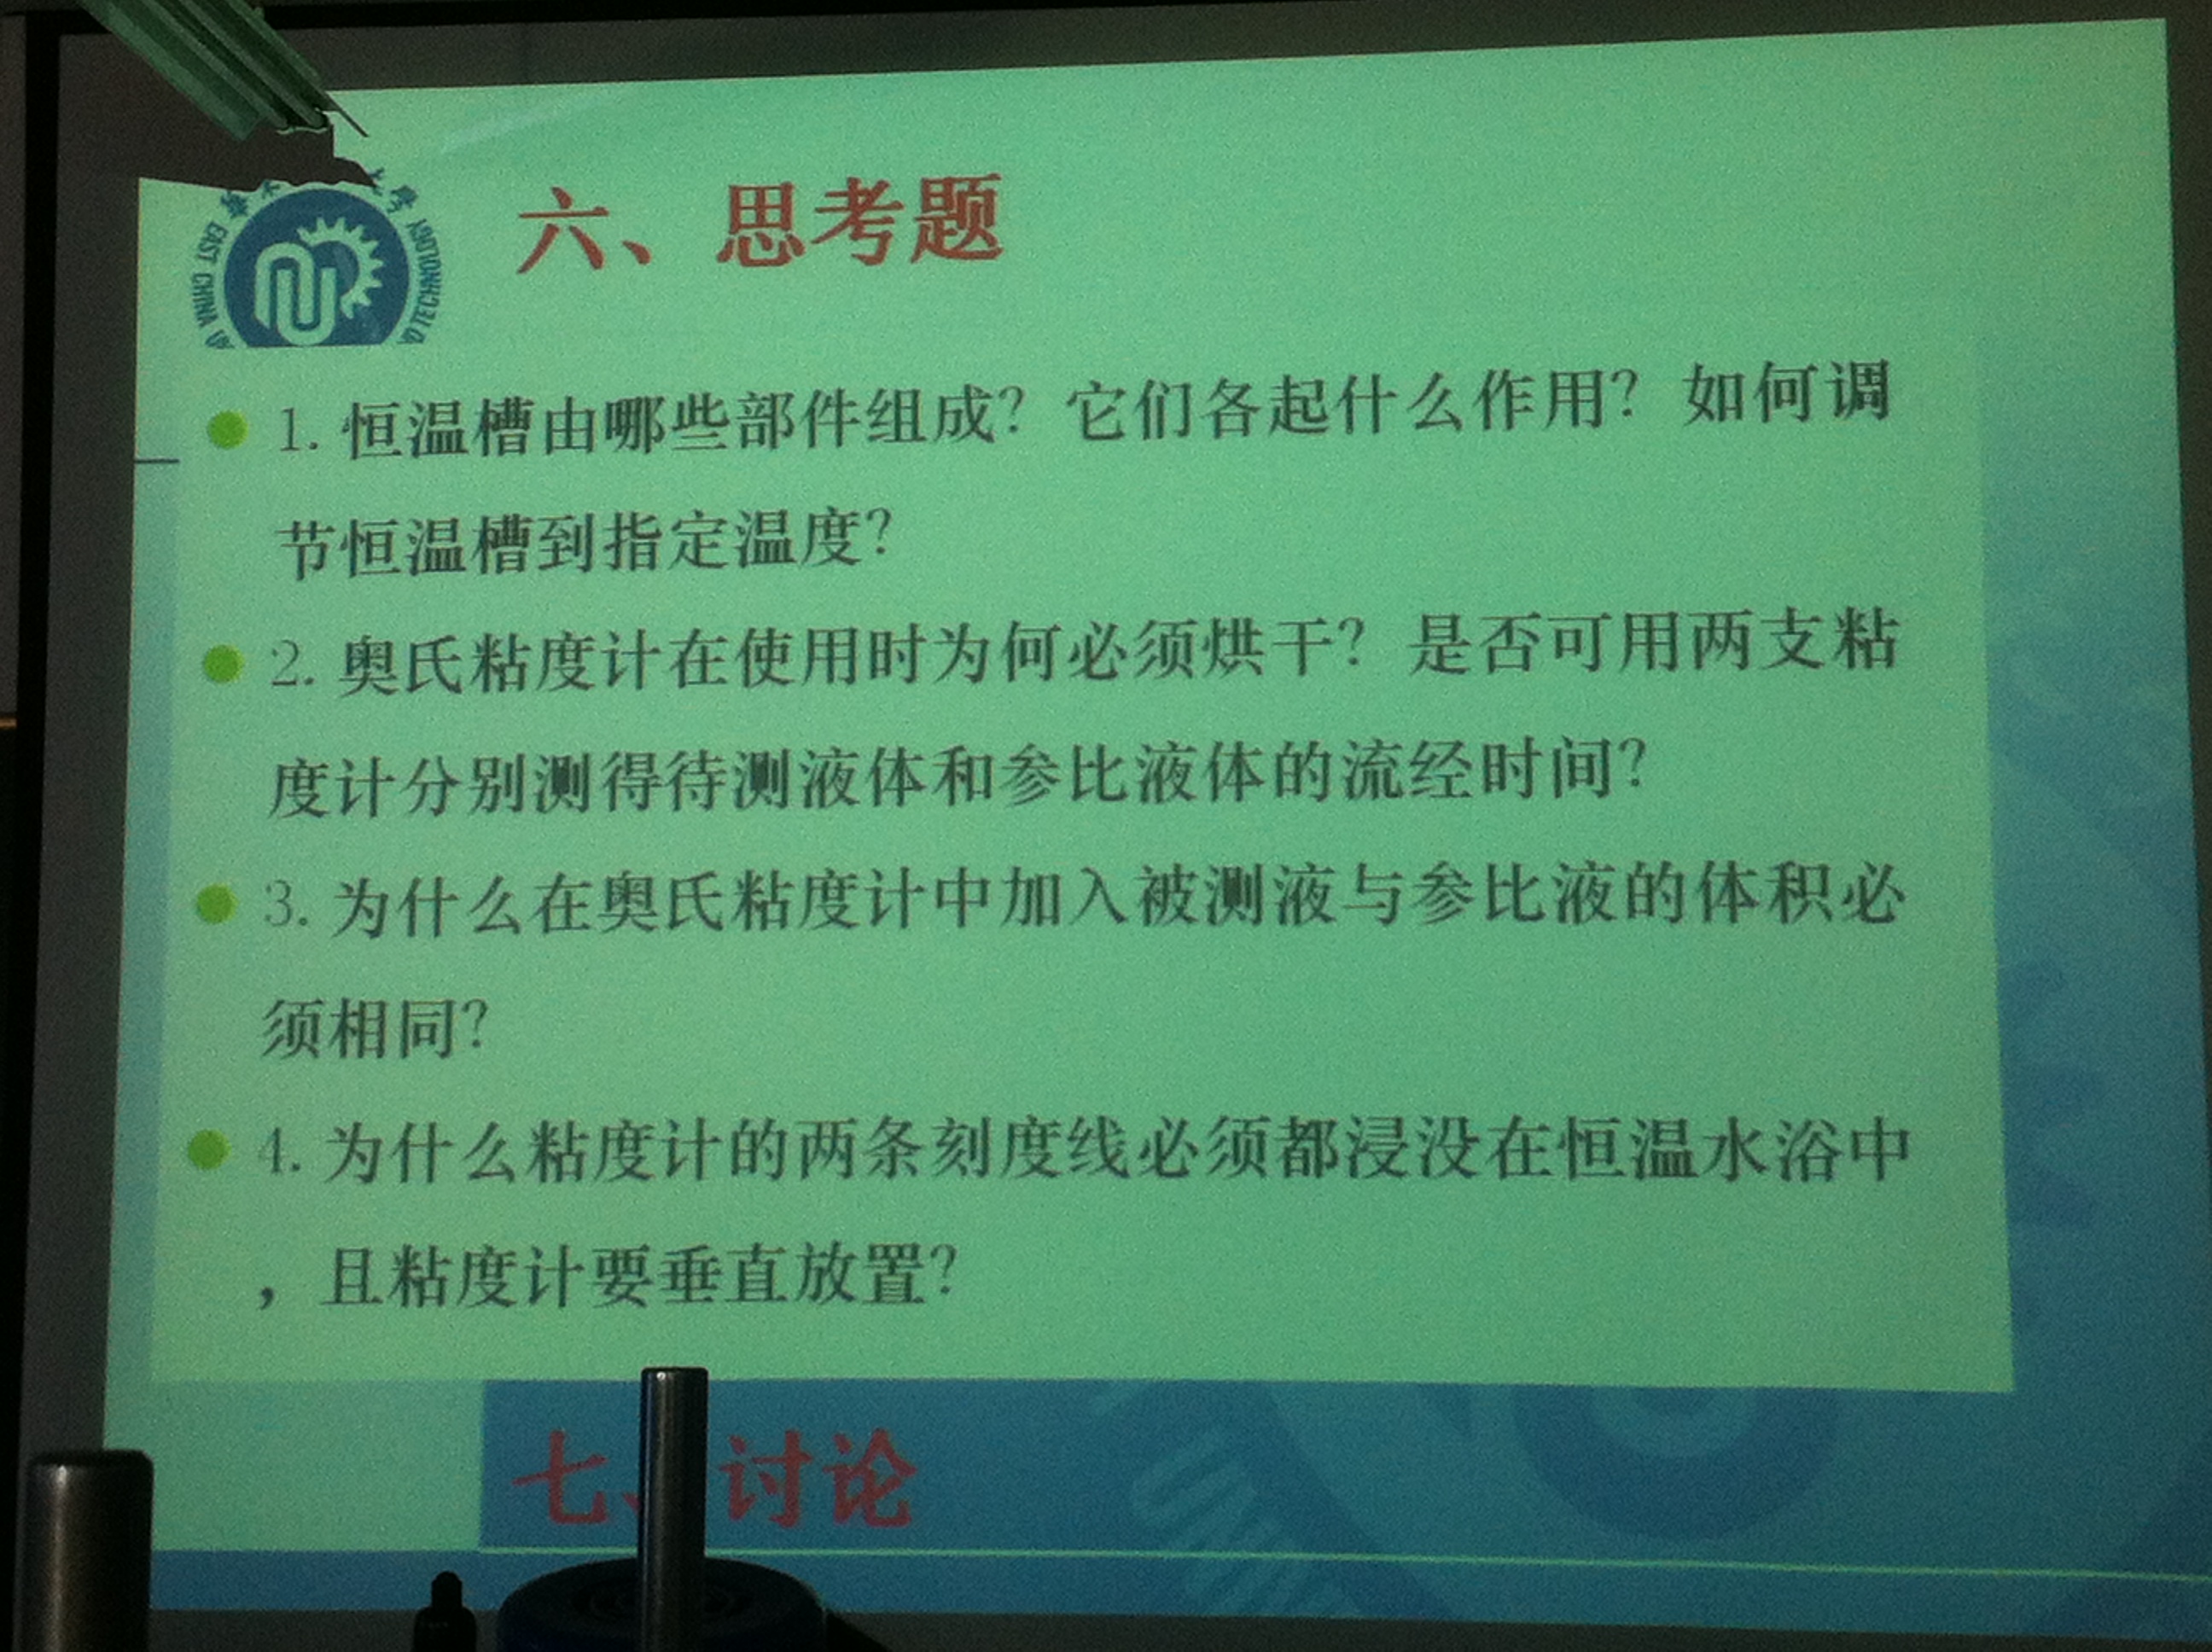 六、思考题
EAST CHINA
D TECHNOLOGY
1. 恒温槽由哪些部件组成？它们各起什么作用？如何调
节恒温槽到指定温度？
2. 奥氏粘度计在使用时为何必须烘干？是否可用两支粘
度计分别测得待测液体和参比液体的流经时间？
3. 为什么在奥氏粘度计中加入被测液与参比液的体积必
须相同？
4. 为什么粘度计的两条刻度线必须都浸没在恒温水浴中
，且粘度计要垂直放置？
七、讨论